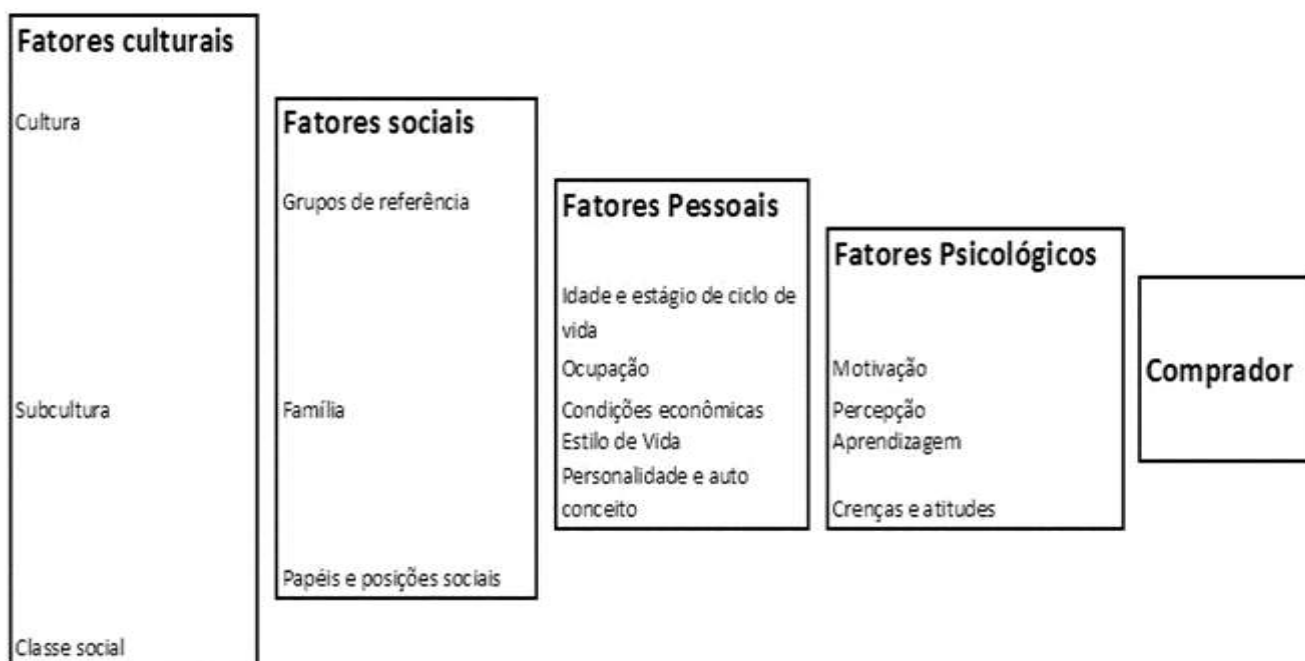 Fatores culturais
Cultura
Subcultura
Classe social
Fatores sociais
Grupos de referência
Família
Papéis e posições sociais
Fatores Pessoais
Idade e estágio de ciclo de
vida
Ocupação
Condições econômicas
Estilo de Vida
Personalidade e auto
conceito
Fatores Psicológicos
Motivação
Percepção
Aprendizagem
Crenças e atitudes
Comprador